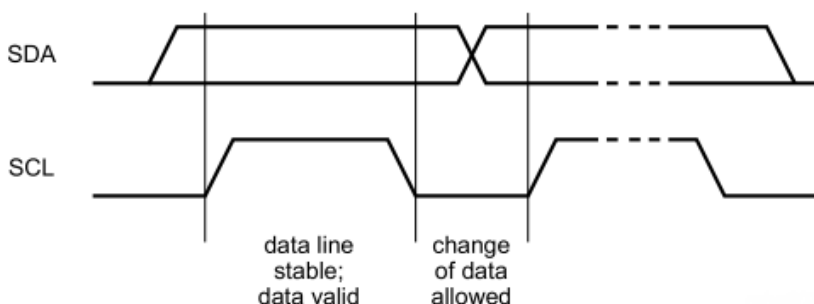 SDA
SCL
data line
stable;
data valid
change
of data
allowed